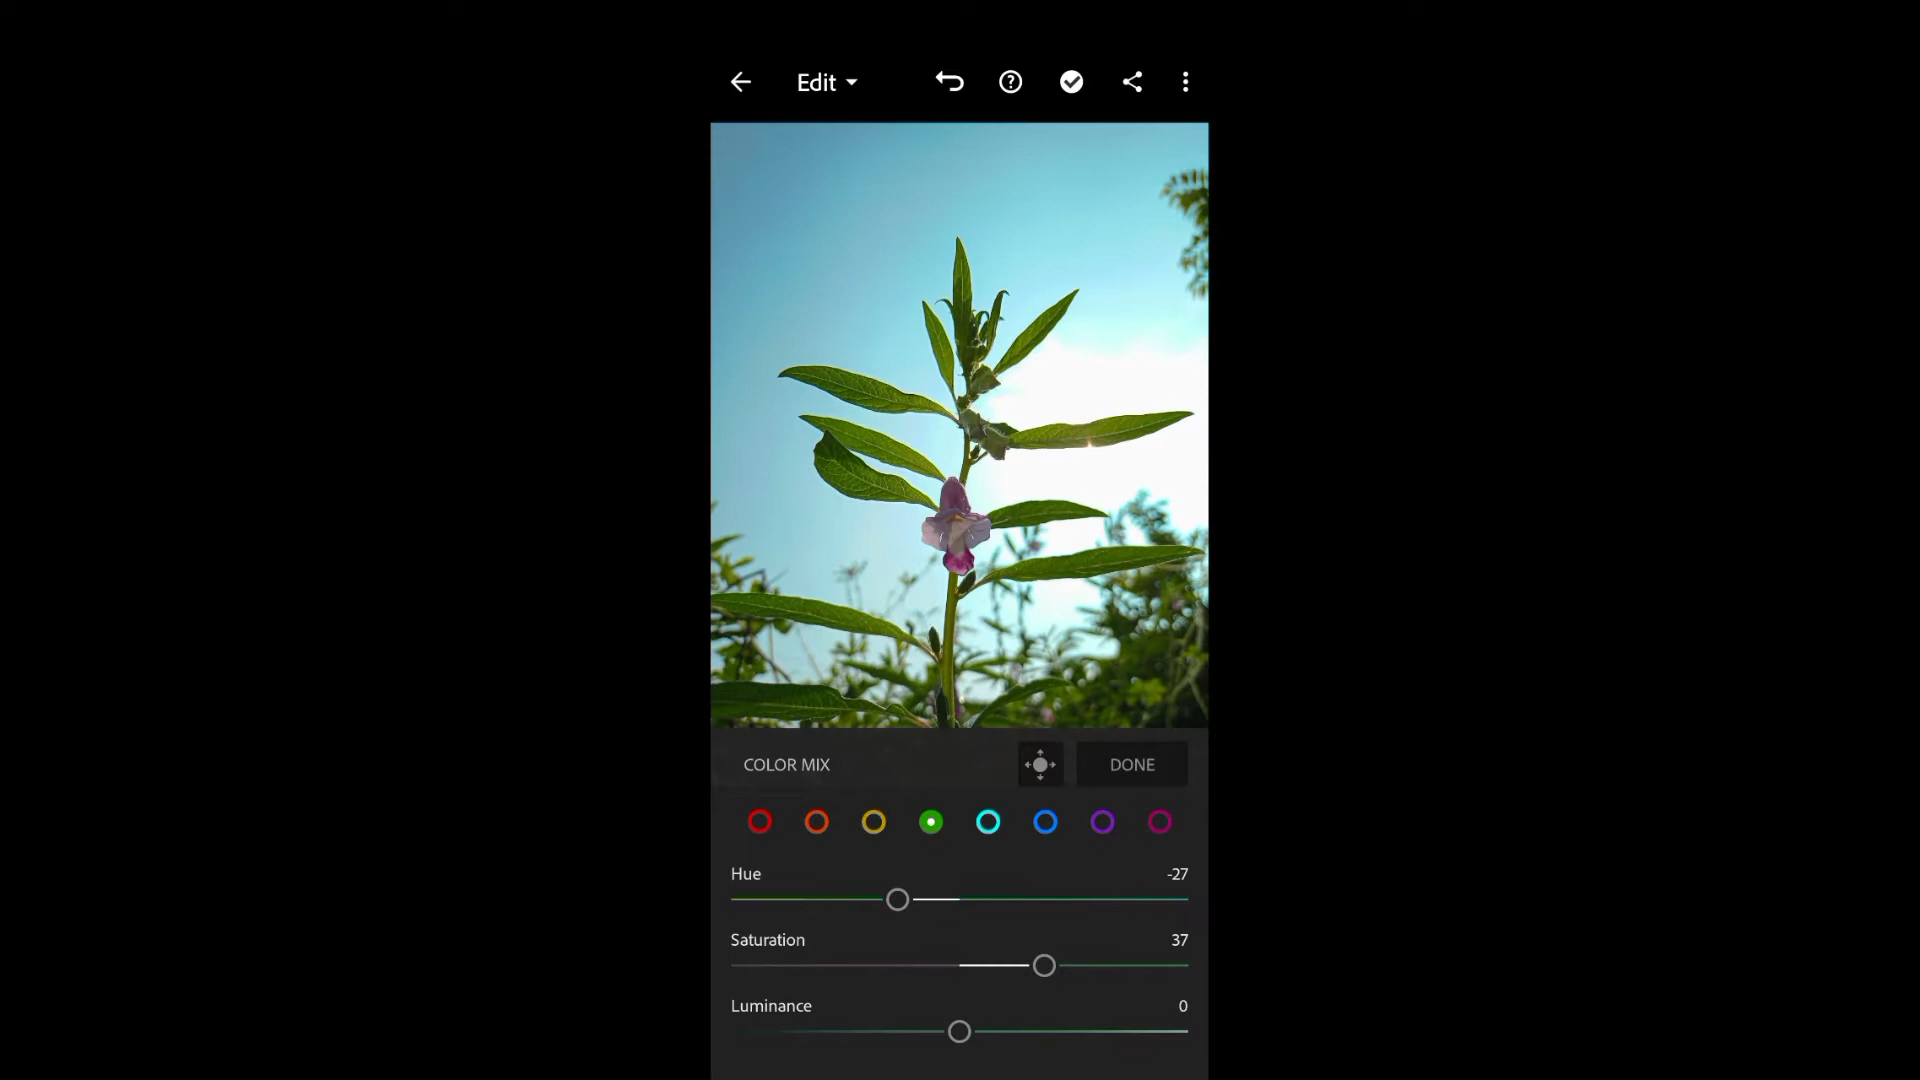 Edit
COLOR MIX
DONE
Hue -27
Saturation 37
Luminance 0